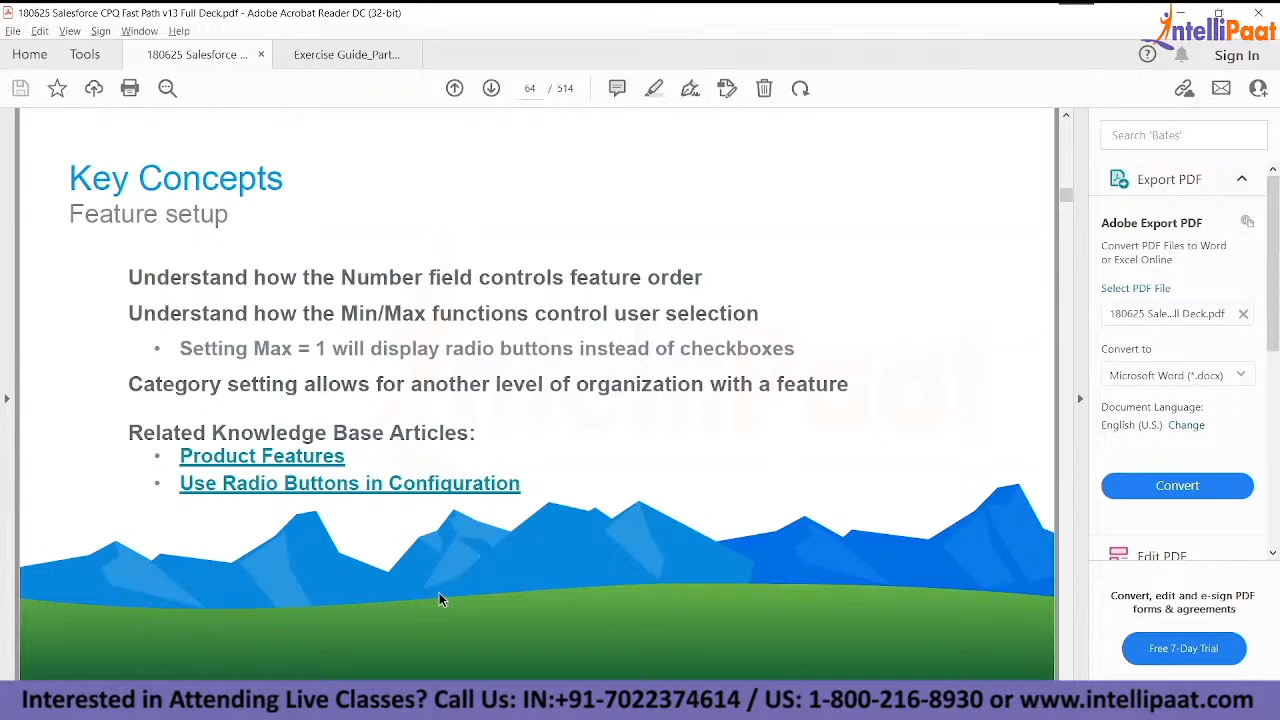 180625 Salesforce CPQ Fast Path v13 Full Deck.pdf - Adobe Acrobat Reader DC (32-bit)
File Edit View Sign Window Help
IntelliPaat
Home Tools 180625 Salesforce ... × Exercise Guide_Part... Sign In
64 / 514
Key Concepts
Feature setup
Understand how the Number field controls feature order
Understand how the Min/Max functions control user selection
• Setting Max = 1 will display radio buttons instead of checkboxes
Category setting allows for another level of organization with a feature
Related Knowledge Base Articles:
• Product Features
• Use Radio Buttons in Configuration
Search 'Bates'
Export PDF
Adobe Export PDF
Convert PDF Files to Word
or Excel Online
Select PDF File
180625 Sale...ll Deck.pdf
Convert to
Microsoft Word (*.docx)
Document Language:
English (U.S.) Change
Convert
Edit PDF
Convert, edit and e-sign PDF
forms & agreements
Free 7-Day Trial
IntelliPaat
Interested in Attending Live Classes? Call Us: IN:+91-7022374614 / US: 1-800-216-8930 or www.intellipaat.com